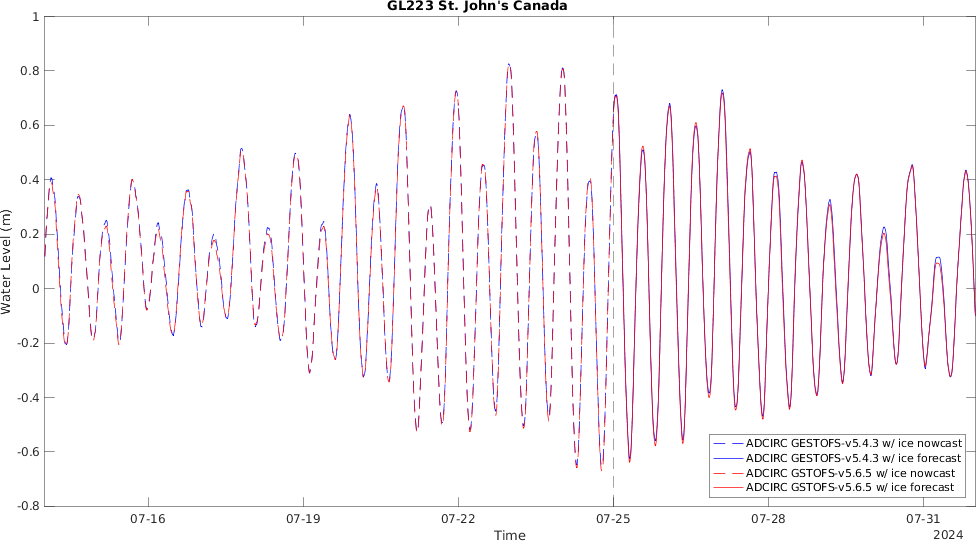 GL223 St. John's Canada
1
0.8
0.6
0.4
0.2
0
-0.2
-0.4
-0.6
-0.8
Water Level (m)
ADCIRC GESTOFS-v5.4.3 w/ ice nowcast
ADCIRC GESTOFS-v5.4.3 w/ ice forecast
ADCIRC GSTOFS-v5.6.5 w/ ice nowcast
ADCIRC GSTOFS-v5.6.5 w/ ice forecast
07-16 07-19 07-22 07-25 07-28 07-31
Time 2024